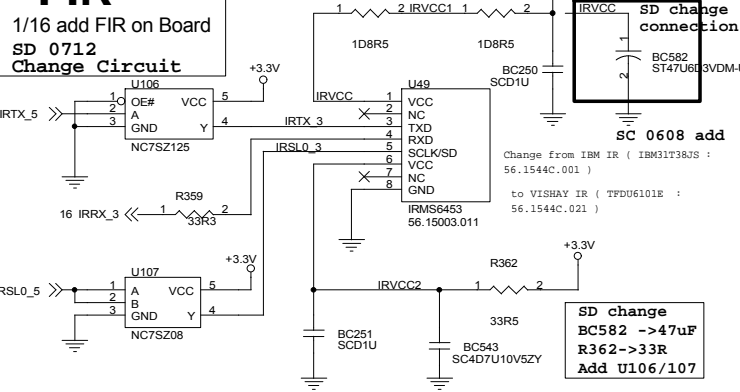 FIR
1/16 add FIR on Board
SD 0712
Change Circuit
1 2 IRVCC1 1 2
1D8R5 1D8R5
IRVCC
SD change
connection
1
2
BC582
ST47U6D3VDM-U
BC250
SCD1U
SC 0608 add
Change from IBM IR ( IBM31T38JS :
56.1544C.001 )
to VISHAY IR ( TFDU6101E :
56.1544C.021 )
U106
+3.3V
IRTX_5
1 OE# VCC 5
2 A
3 GND Y 4
NC7SZ125
IRVCC
IRTX_3
IRSL0_3
U49
1 VCC
2 NC
3 TXD
4 RXD
5 SCLK/SD
6 VCC
7 NC
8 GND
IRMS6453
56.15003.011
R359
16 IRRX_3 1 2
33R3
U107
+3.3V
IRSL0_5
1 A VCC 5
2 B
3 GND Y 4
NC7SZ08
+3.3V
R362
IRVCC2 1 2
33R5
BC251
SCD1U
BC543
SC4D7U10V5ZY
SD change
BC582 ->47uF
R362->33R
Add U106/107